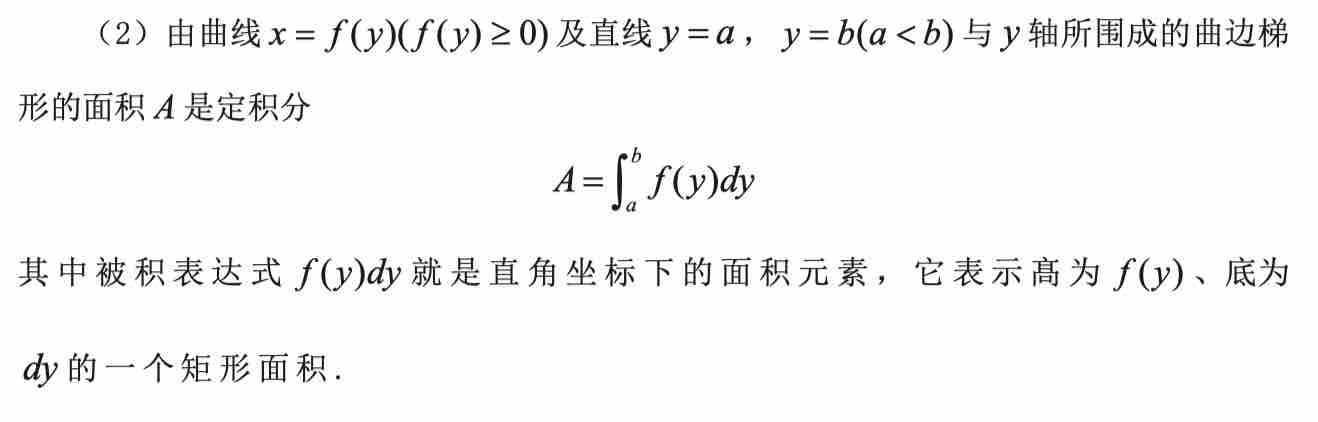 （2）由曲线 x = f(y)(f(y) ≥ 0) 及直线 y = a， y = b(a < b) 与 y 轴所围成的曲边梯
形的面积 A 是定积分
A = ∫_a^b f(y)dy
其中被积表达式 f(y)dy 就是直角坐标下的面积元素，它表示髙为 f(y)、底为
dy 的一个矩形面积.